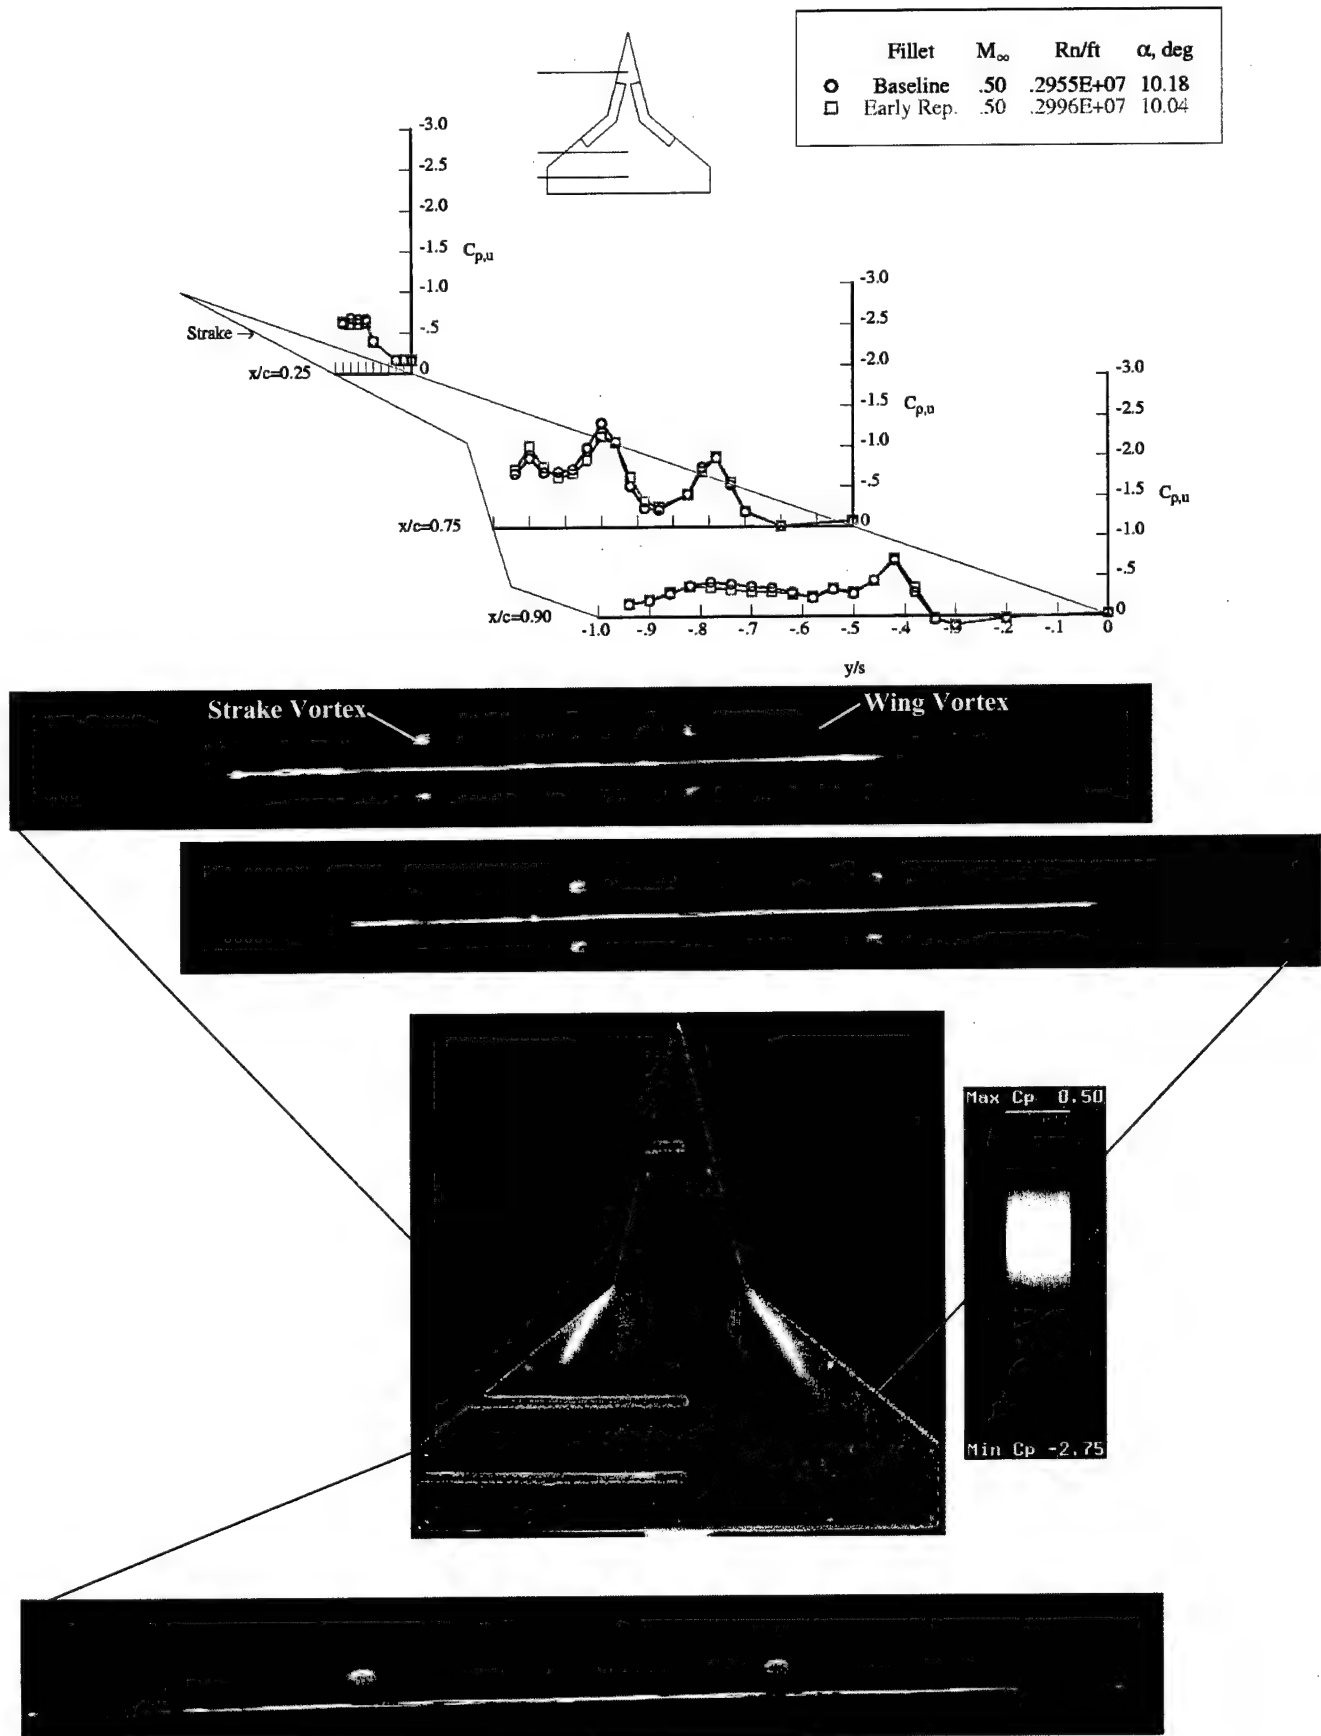 Fillet M∞ Rn/ft α, deg
Baseline .50 .2955E+07 10.18
Early Rep. .50 .2996E+07 10.04
-3.0
-2.5
-2.0
-1.5
-1.0
-.5
0
Cp,u
Strake →
x/c=0.25
-3.0
-2.5
-2.0
-1.5
-1.0
-.5
0
Cp,u
x/c=0.75
-3.0
-2.5
-2.0
-1.5
-1.0
-.5
0
Cp,u
x/c=0.90
-1.0 -.9 -.8 -.7 -.6 -.5 -.4 -.3 -.2 -.1 0
y/s
Strake Vortex
Wing Vortex
Max Cp 0.50
Min Cp -2.75